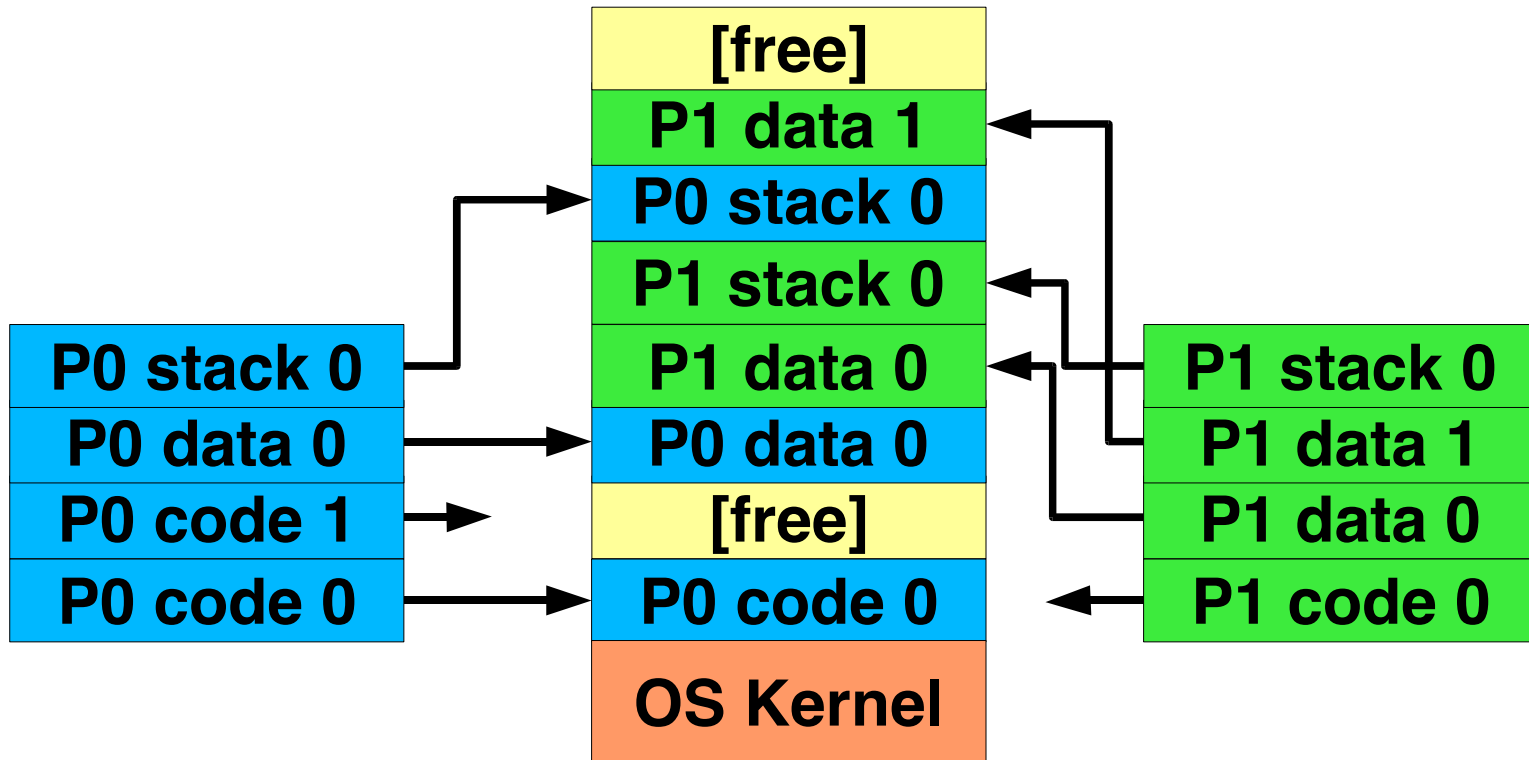 [free]
P1 data 1
P0 stack 0
P1 stack 0
P1 data 0
P0 data 0
[free]
P0 code 0
OS Kernel
P0 stack 0
P0 data 0
P0 code 1
P0 code 0
P1 stack 0
P1 data 1
P1 data 0
P1 code 0